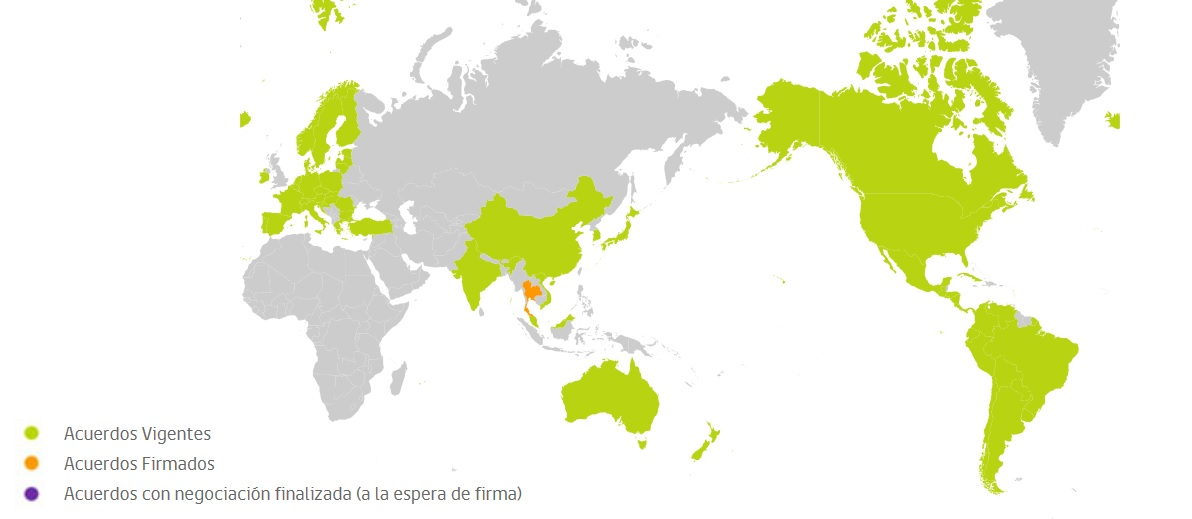 Acuerdos Vigentes
Acuerdos Firmados
Acuerdos con negociación finalizada (a la espera de firma)